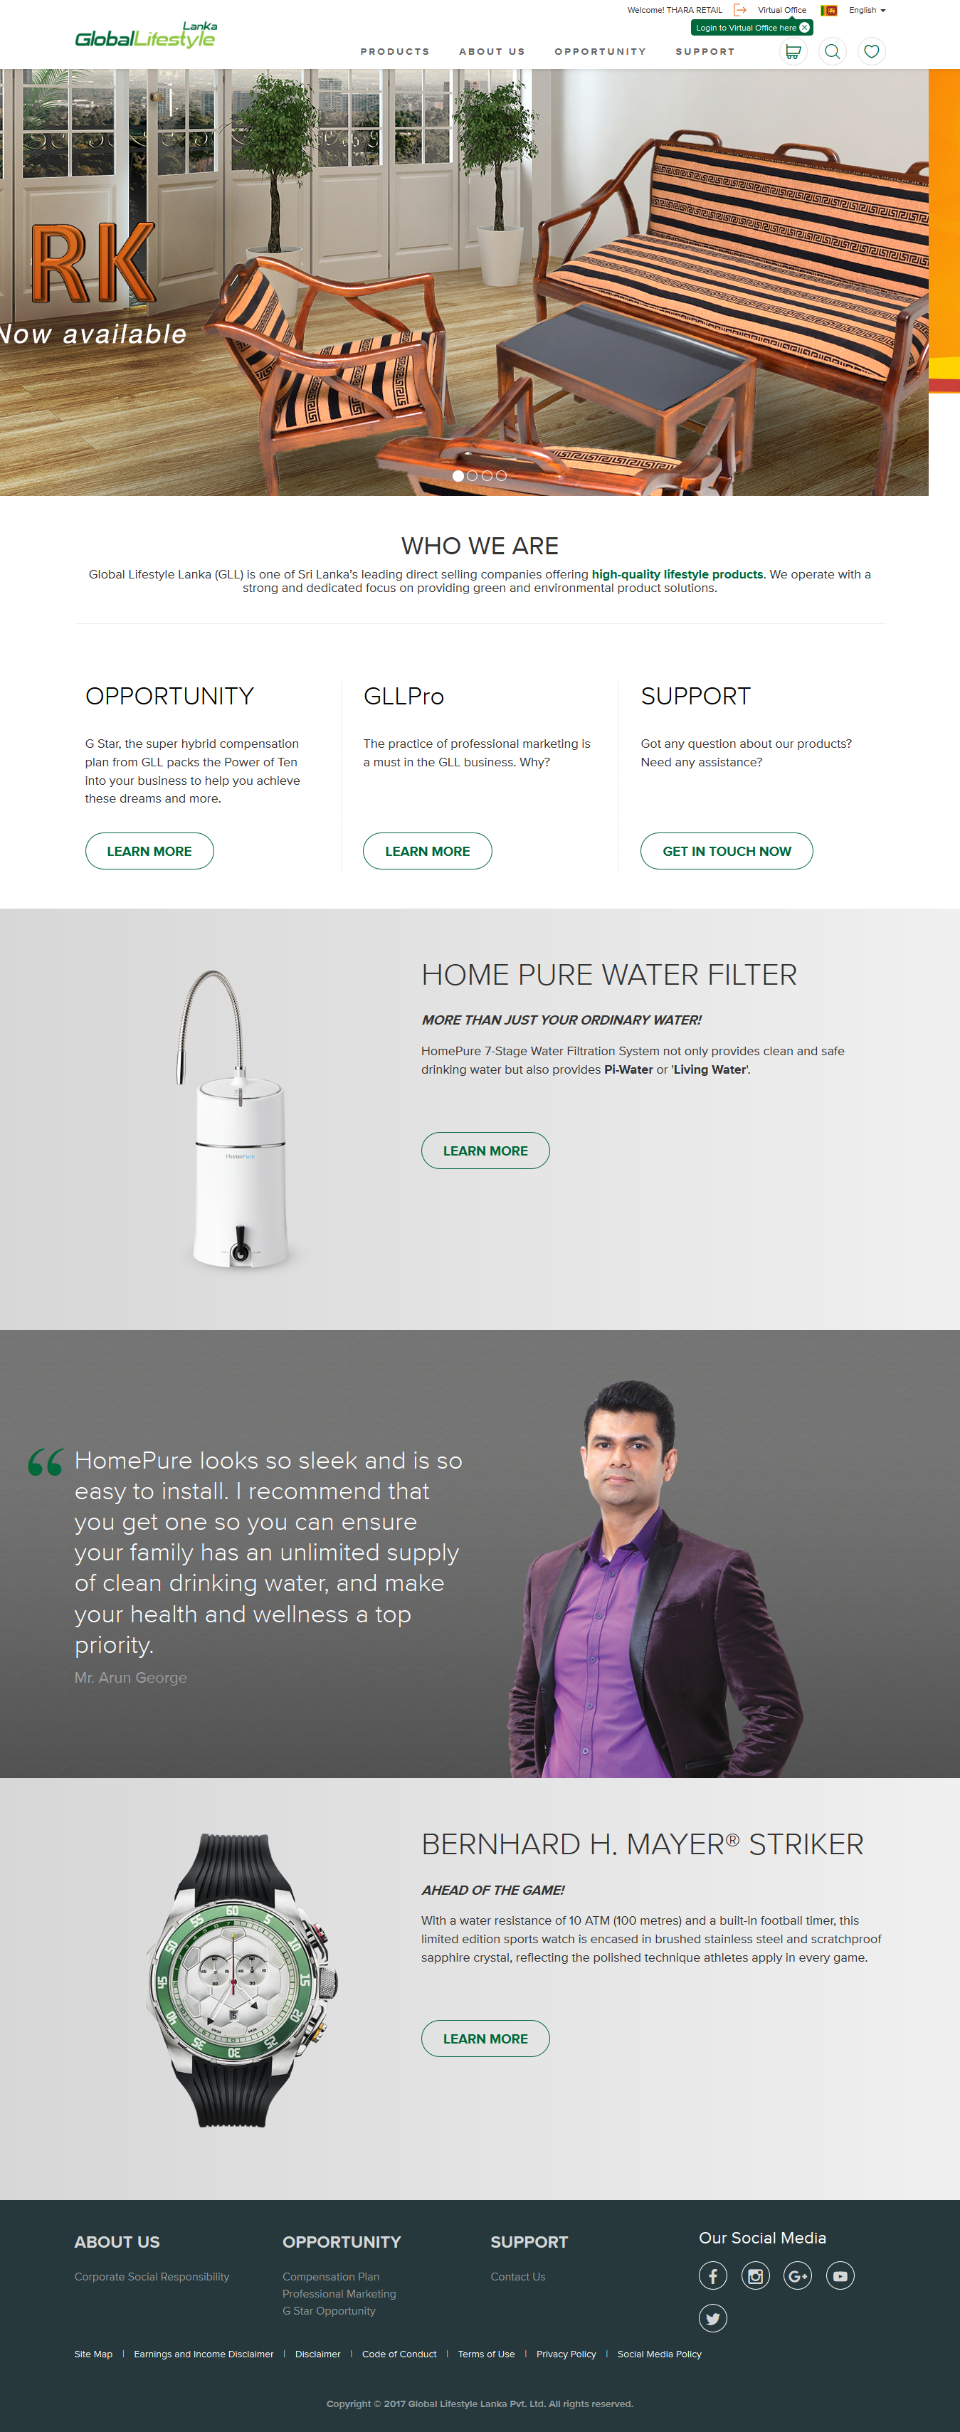 Welcome! THARA RETAIL Virtual Office English
Login to Virtual Office here
Lanka
GlobalLifestyle
PRODUCTS ABOUT US OPPORTUNITY SUPPORT
RK
Now available
WHO WE ARE
Global Lifestyle Lanka (GLL) is one of Sri Lanka's leading direct selling companies offering high-quality lifestyle products. We operate with a
strong and dedicated focus on providing green and environmental product solutions.
OPPORTUNITY
G Star, the super hybrid compensation
plan from GLL packs the Power of Ten
into your business to help you achieve
these dreams and more.
LEARN MORE
GLLPro
The practice of professional marketing is
a must in the GLL business. Why?
LEARN MORE
SUPPORT
Got any question about our products?
Need any assistance?
GET IN TOUCH NOW
HOME PURE WATER FILTER
MORE THAN JUST YOUR ORDINARY WATER!
HomePure 7-Stage Water Filtration System not only provides clean and safe
drinking water but also provides Pi-Water or 'Living Water'.
LEARN MORE
HomePure
“ HomePure looks so sleek and is so
easy to install. I recommend that
you get one so you can ensure
your family has an unlimited supply
of clean drinking water, and make
your health and wellness a top
priority.
Mr. Arun George
BERNHARD H. MAYER® STRIKER
AHEAD OF THE GAME!
With a water resistance of 10 ATM (100 metres) and a built-in football timer, this
limited edition sports watch is encased in brushed stainless steel and scratchproof
sapphire crystal, reflecting the polished technique athletes apply in every game.
LEARN MORE
60 5 10 15 20 25 30 35 40 45 50 55
ABOUT US
Corporate Social Responsibility
OPPORTUNITY
Compensation Plan
Professional Marketing
G Star Opportunity
SUPPORT
Contact Us
Our Social Media
Site Map | Earnings and Income Disclaimer | Disclaimer | Code of Conduct | Terms of Use | Privacy Policy | Social Media Policy
Copyright © 2017 Global Lifestyle Lanka Pvt. Ltd. All rights reserved.